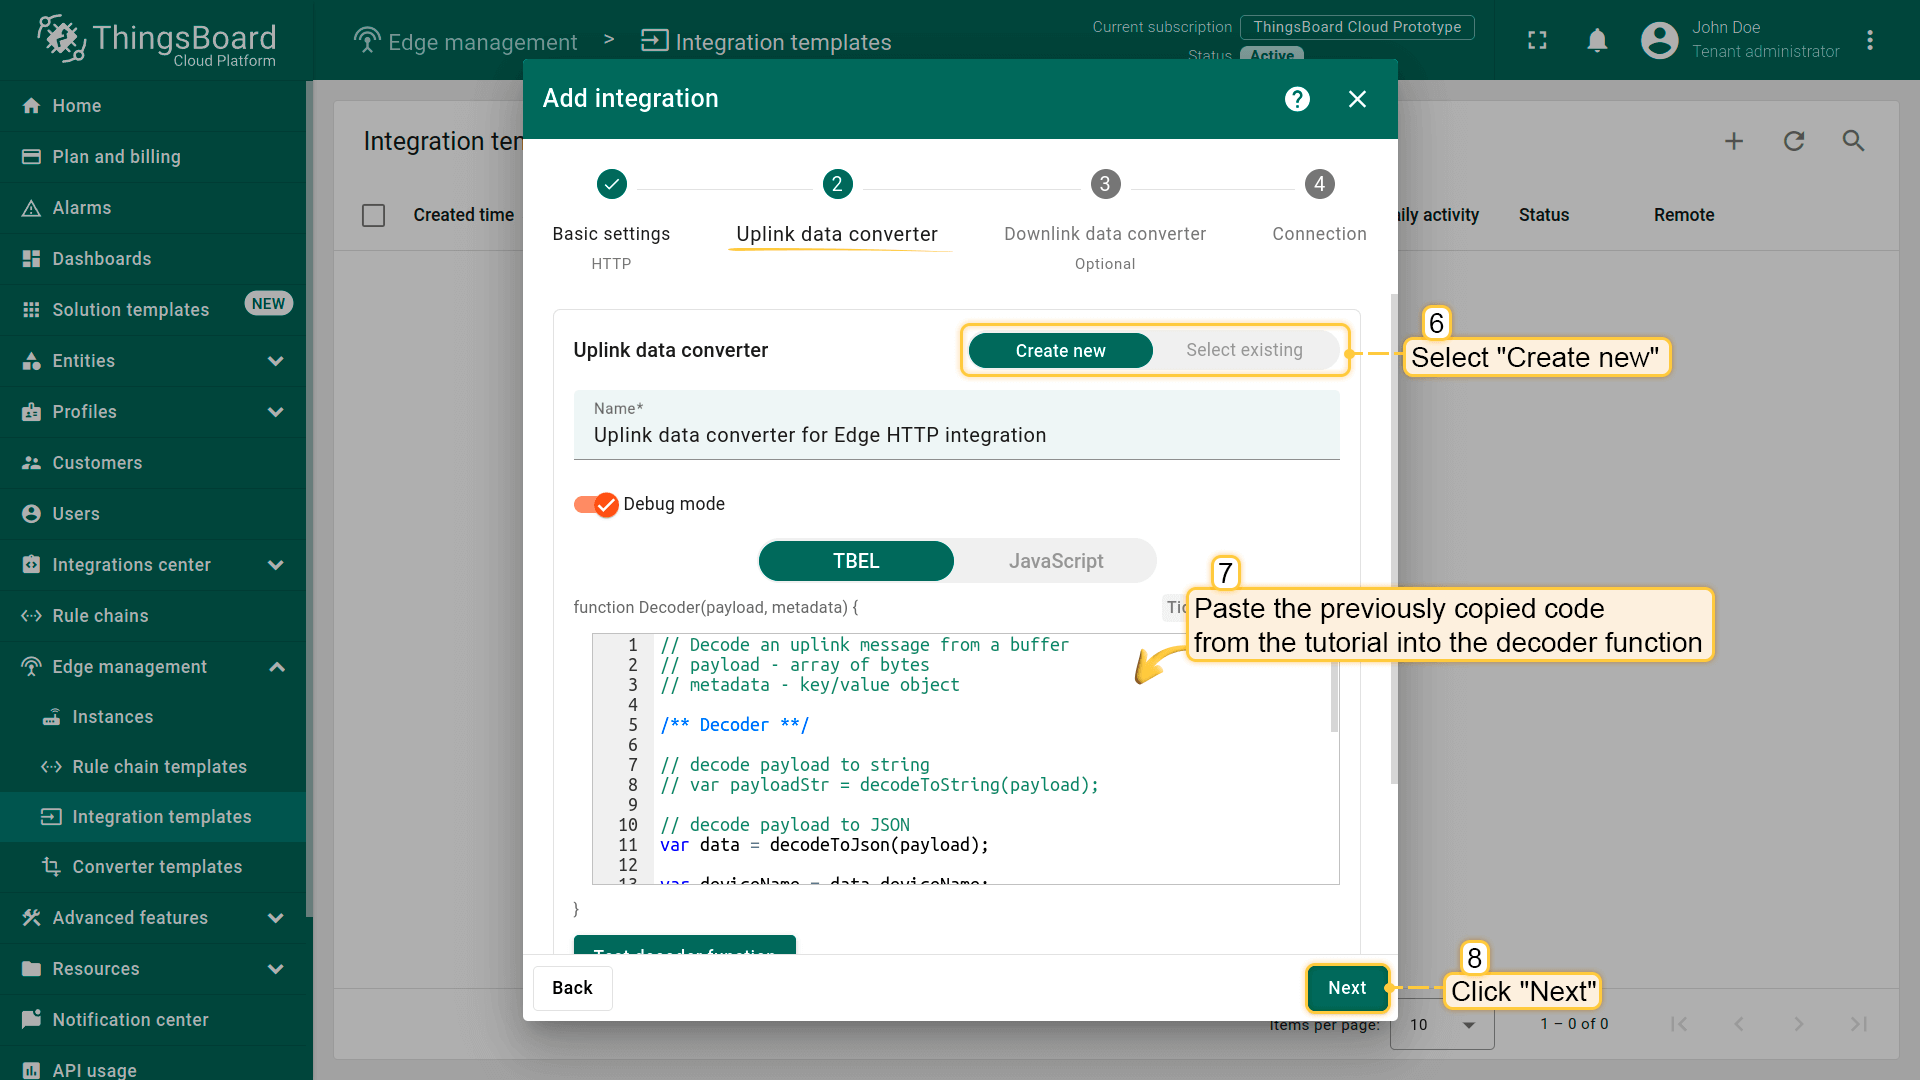 ThingsBoard
Cloud Platform
Edge management > Integration templates
Current subscription ThingsBoard Cloud Prototype
Status Active
John Doe
Tenant administrator
Home
Plan and billing
Alarms
Dashboards
Solution templates NEW
Entities
Profiles
Customers
Users
Integrations center
Rule chains
Edge management
Instances
Rule chain templates
Integration templates
Converter templates
Advanced features
Resources
Notification center
API usage
Integration ten
Created time
ily activity Status Remote
Add integration
?
2 3 4
Basic settings Uplink data converter Downlink data converter Connection
HTTP Optional
Uplink data converter Create new Select existing
6
Select "Create new"
Name*
Uplink data converter for Edge HTTP integration
Debug mode
TBEL JavaScript
function Decoder(payload, metadata) {
7
Paste the previously copied code
from the tutorial into the decoder function
1 // Decode an uplink message from a buffer
2 // payload - array of bytes
3 // metadata - key/value object
4
5 /** Decoder **/
6
7 // decode payload to string
8 // var payloadStr = decodeToString(payload);
9
10 // decode payload to JSON
11 var data = decodeToJson(payload);
12
13 var deviceName = data.deviceName;
}
Test decoder function
Back Next
8
Click "Next"
Items per page: 10 1 – 0 of 0